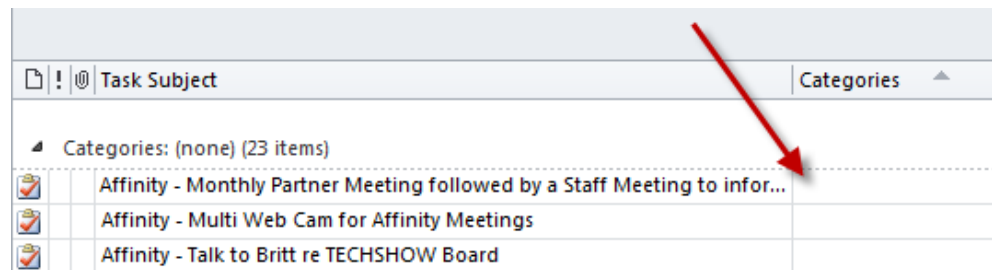 ! Task Subject Categories
Categories: (none) (23 items)
Affinity - Monthly Partner Meeting followed by a Staff Meeting to infor...
Affinity - Multi Web Cam for Affinity Meetings
Affinity - Talk to Britt re TECHSHOW Board